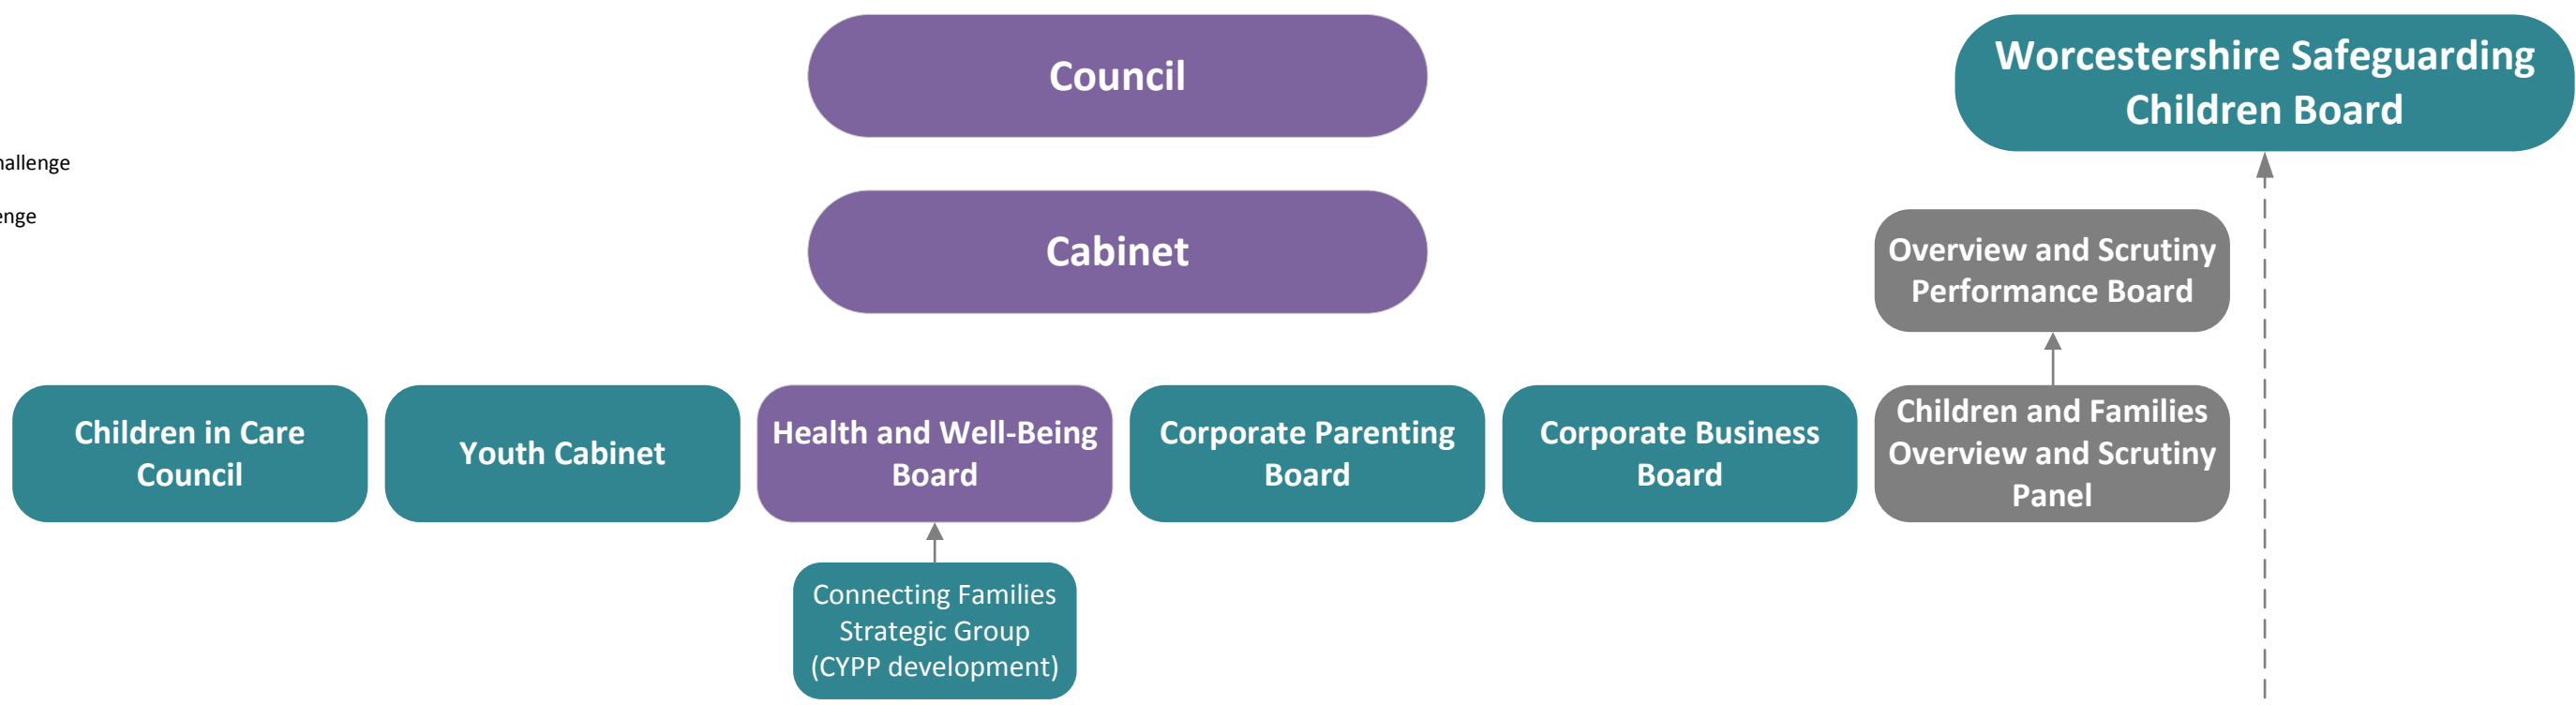 Council
Worcestershire Safeguarding
Children Board
Cabinet
Overview and Scrutiny
Performance Board
Children in Care
Council
Youth Cabinet
Health and Well-Being
Board
Corporate Parenting
Board
Corporate Business
Board
Children and Families
Overview and Scrutiny
Panel
Connecting Families
Strategic Group
(CYPP development)